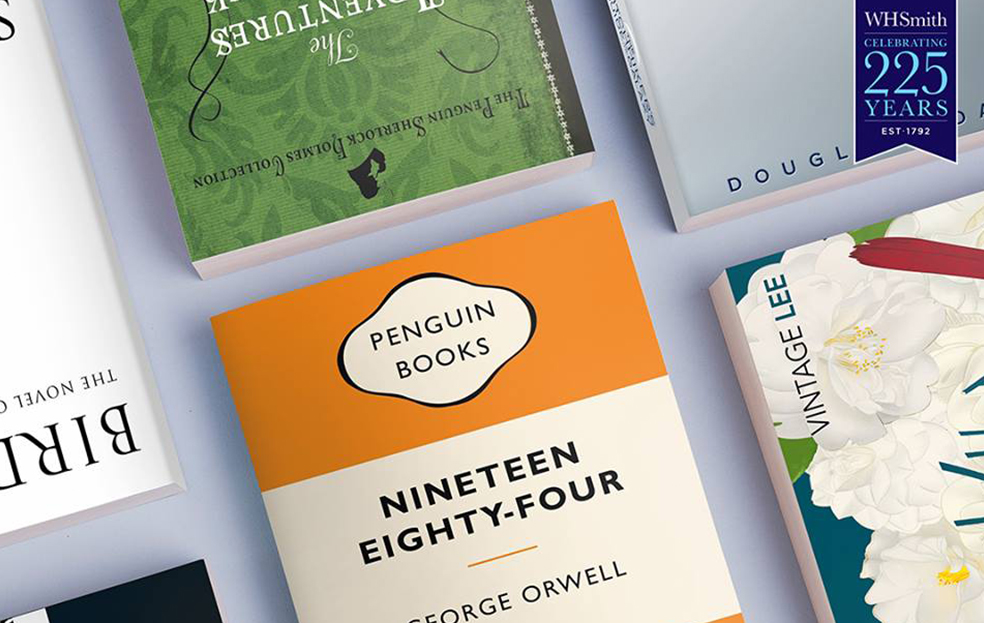 WHSmith
CELEBRATING
225
YEARS
EST·1792
The
ADVENTURES
THE PENGUIN SHERLOCK HOLMES COLLECTION
DOUGL
PENGUIN
BOOKS
NINETEEN
EIGHTY-FOUR
GEORGE ORWELL
VINTAGE LEE
THE NOVEL
BIRD